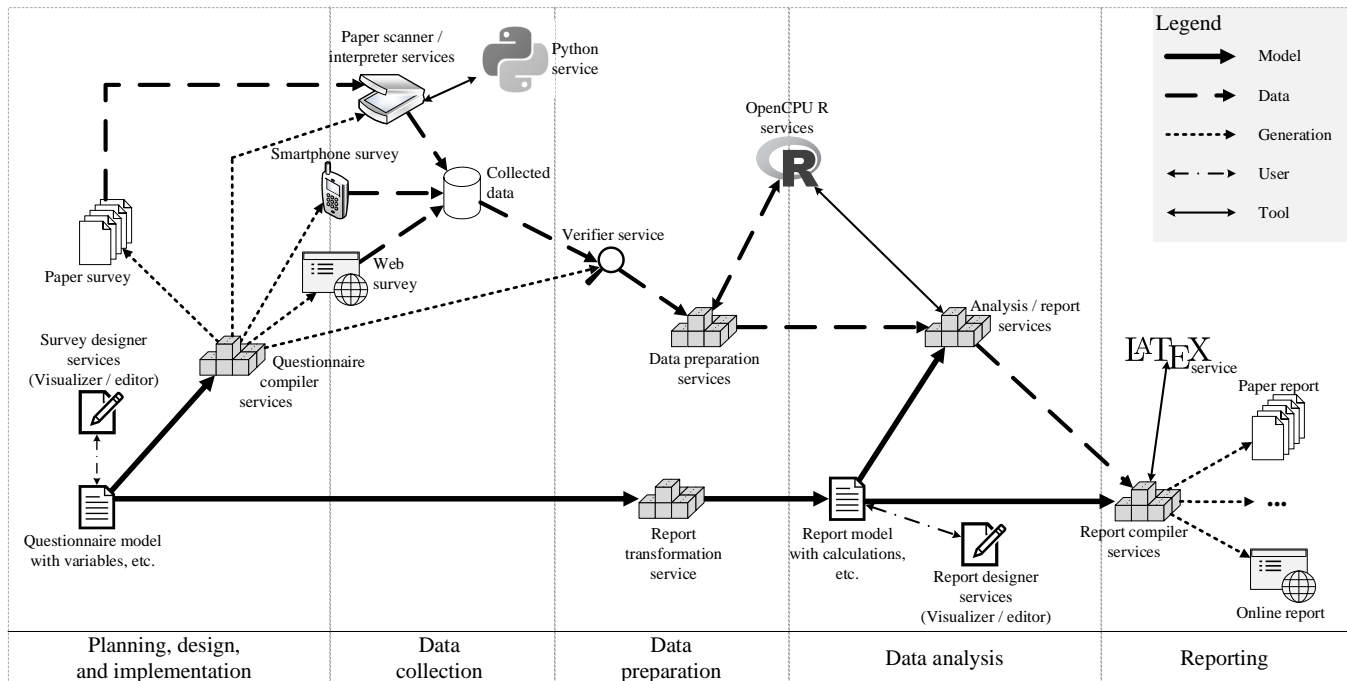 Paper scanner /
interpreter services
Python
service
Legend
Model
Data
Generation
User
Tool
OpenCPU R
services
R
Smartphone survey
Collected
data
Verifier service
Paper survey
Web
survey
Survey designer
services
(Visualizer / editor)
Questionnaire
compiler
services
Data preparation
services
Analysis / report
services
LATEX
service
Paper report
...
Questionnaire model
with variables, etc.
Report
transformation
service
Report model
with calculations,
etc.
Report designer
services
(Visualizer / editor)
Report compiler
services
Online report
Planning, design,
and implementation
Data
collection
Data
preparation
Data analysis
Reporting